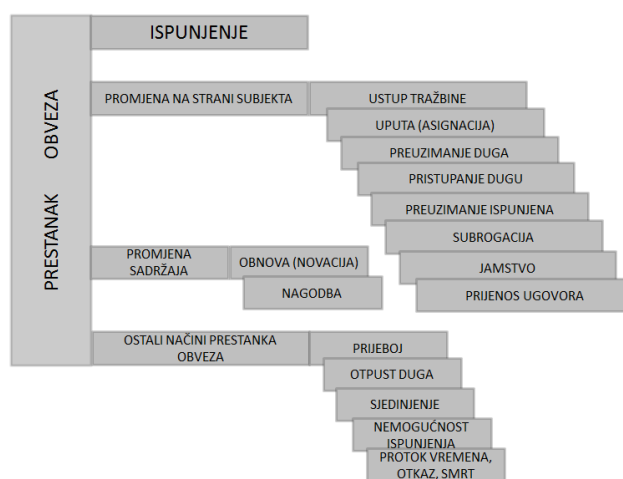 PRESTANAK OBVEZA
ISPUNJENJE
PROMJENA NA STRANI SUBJEKTA
USTUP TRAŽBINE
UPUTA (ASIGNACIJA)
PREUZIMANJE DUGA
PRISTUPANJE DUGU
PREUZIMANJE ISPUNJENA
SUBROGACIJA
JAMSTVO
PRIJENOS UGOVORA
PROMJENA
SADRŽAJA
OBNOVA (NOVACIJA)
NAGODBA
OSTALI NAČINI PRESTANKA
OBVEZA
PRIJEBOJ
OTPUST DUGA
SJEDINJENJE
NEMOGUĆNOST
ISPUNJENJA
PROTOK VREMENA,
OTKAZ, SMRT